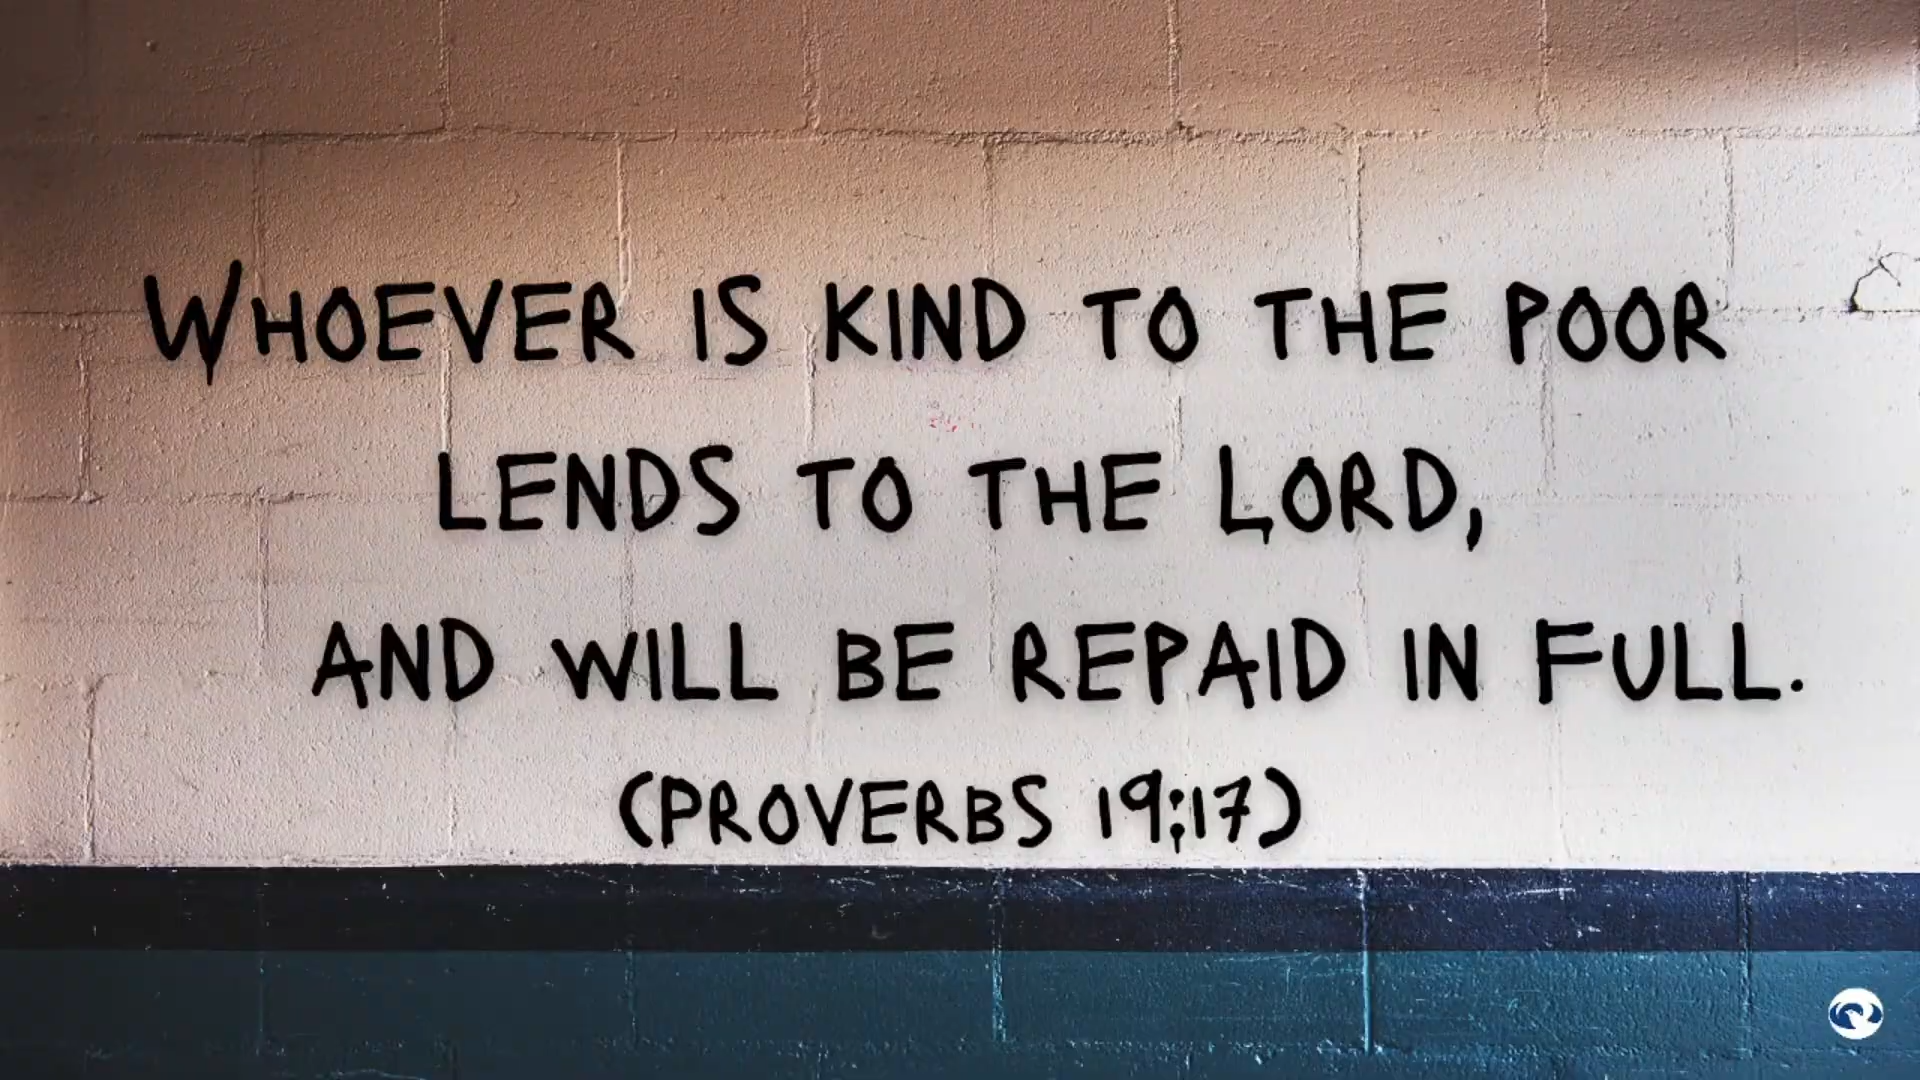 WHOEVER IS KIND TO THE POOR
LENDS TO THE LORD,
AND WILL BE REPAID IN FULL.
(PROVERBS 19:17)